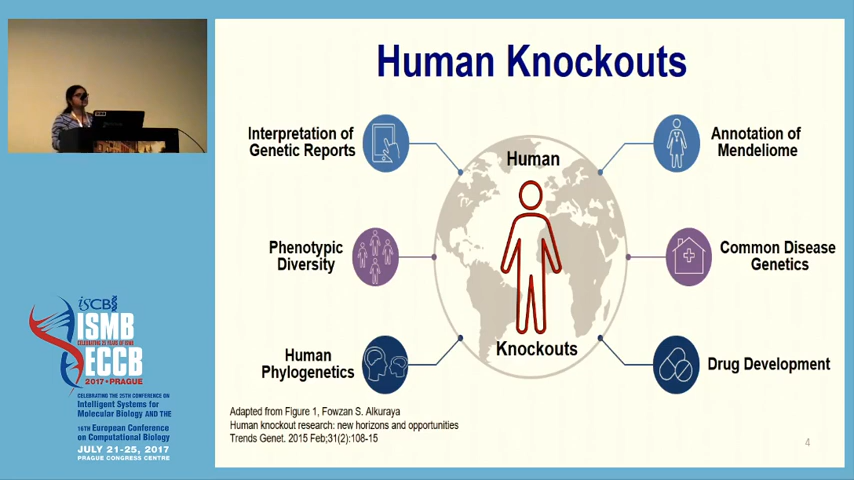 Human Knockouts
Interpretation of
Genetic Reports
Annotation of
Mendeliome
Human
Phenotypic
Diversity
Common Disease
Genetics
Knockouts
Human
Phylogenetics
Drug Development
Adapted from Figure 1, Fowzan S. Alkuraya
Human knockout research: new horizons and opportunities
Trends Genet. 2015 Feb;31(2):108-15
4
iSCB
ISMB
CELEBRATING 25 YEARS OF ISMB
ECCB
2017•PRAGUE
CELEBRATING THE 25TH CONFERENCE ON
Intelligent Systems for
Molecular Biology AND THE
16TH European Conference
on Computational Biology
JULY 21-25, 2017
PRAGUE CONGRESS CENTRE